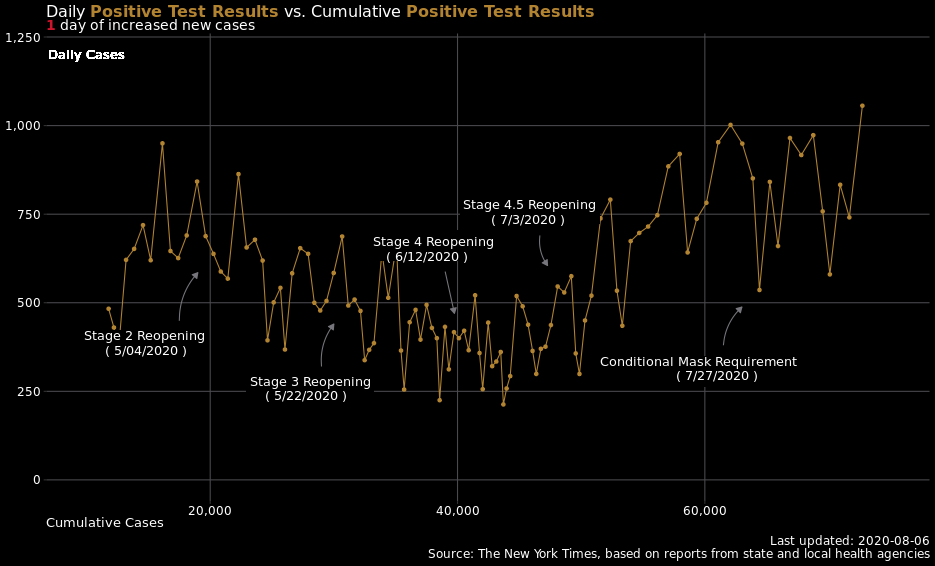 Daily Positive Test Results vs. Cumulative Positive Test Results
1 day of increased new cases
1,250
Daily Cases
1,000
750
Stage 4.5 Reopening
( 7/3/2020 )
Stage 4 Reopening
( 6/12/2020 )
500
Stage 2 Reopening
( 5/04/2020 )
Conditional Mask Requirement
( 7/27/2020 )
Stage 3 Reopening
( 5/22/2020 )
250
0
20,000 40,000 60,000
Cumulative Cases
Last updated: 2020-08-06
Source: The New York Times, based on reports from state and local health agencies